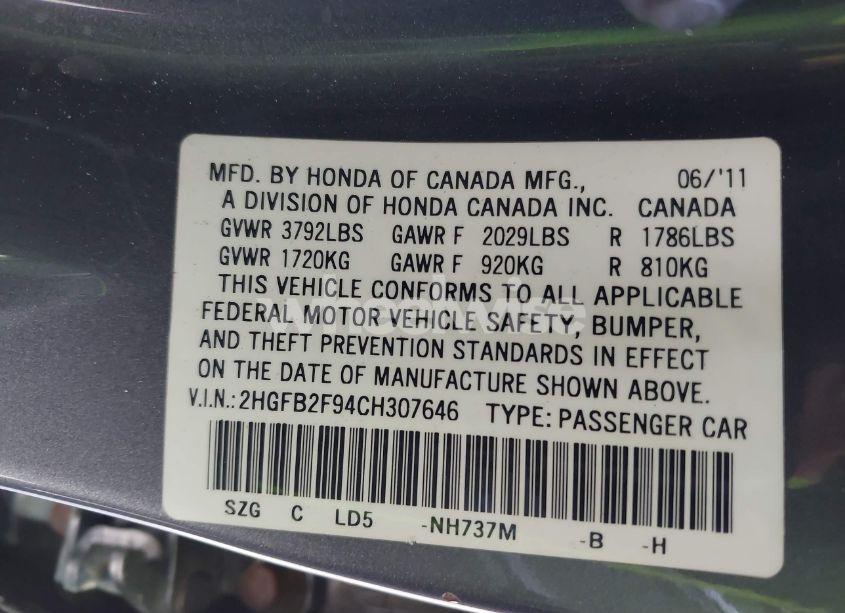 MFD. BY HONDA OF CANADA MFG., 06/'11
A DIVISION OF HONDA CANADA INC. CANADA
GVWR 3792LBS GAWR F 2029LBS R 1786LBS
GVWR 1720KG GAWR F 920KG R 810KG
THIS VEHICLE CONFORMS TO ALL APPLICABLE
FEDERAL MOTOR VEHICLE SAFETY, BUMPER,
AND THEFT PREVENTION STANDARDS IN EFFECT
ON THE DATE OF MANUFACTURE SHOWN ABOVE.
V.I.N.: 2HGFB2F94CH307646 TYPE: PASSENGER CAR
SZG C LD5 -NH737M -B -H